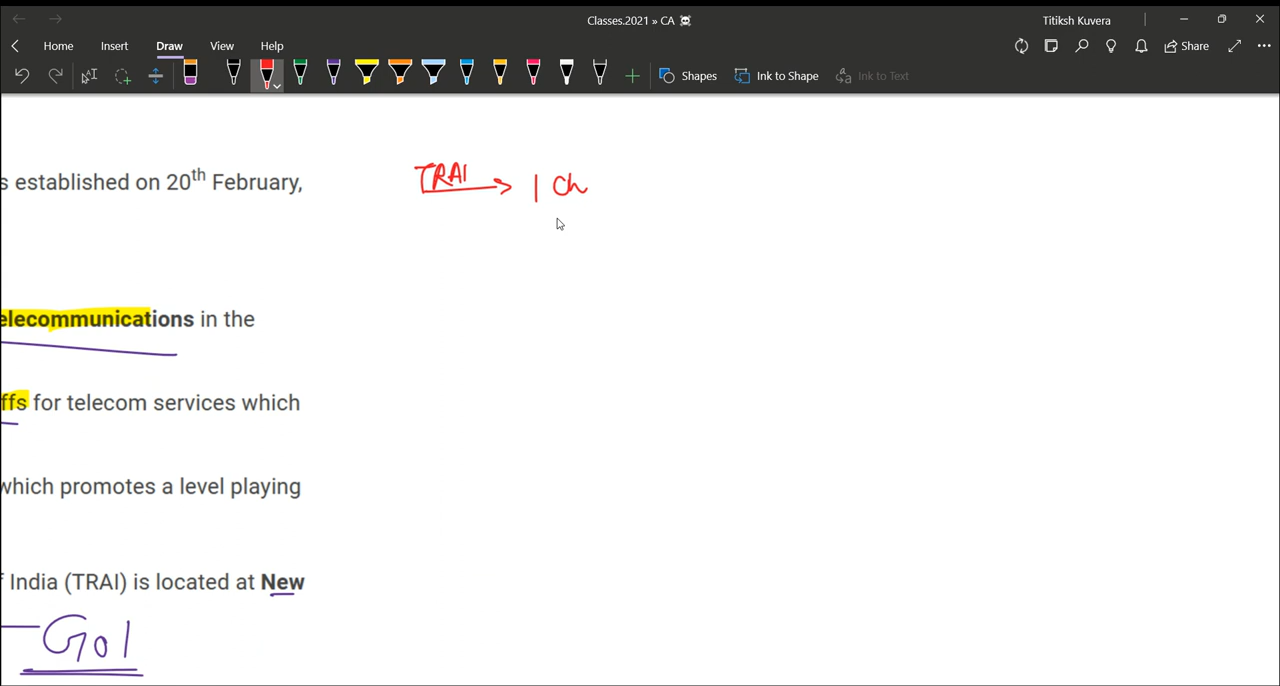 Classes.2021 » CA ☠ Titiksh Kuvera
Home Insert Draw View Help Share
Shapes Ink to Shape Ink to Text
s established on 20th February,
TRAI → 1 Ch
elecommunications in the
ffs for telecom services which
which promotes a level playing
f India (TRAI) is located at New
GoI